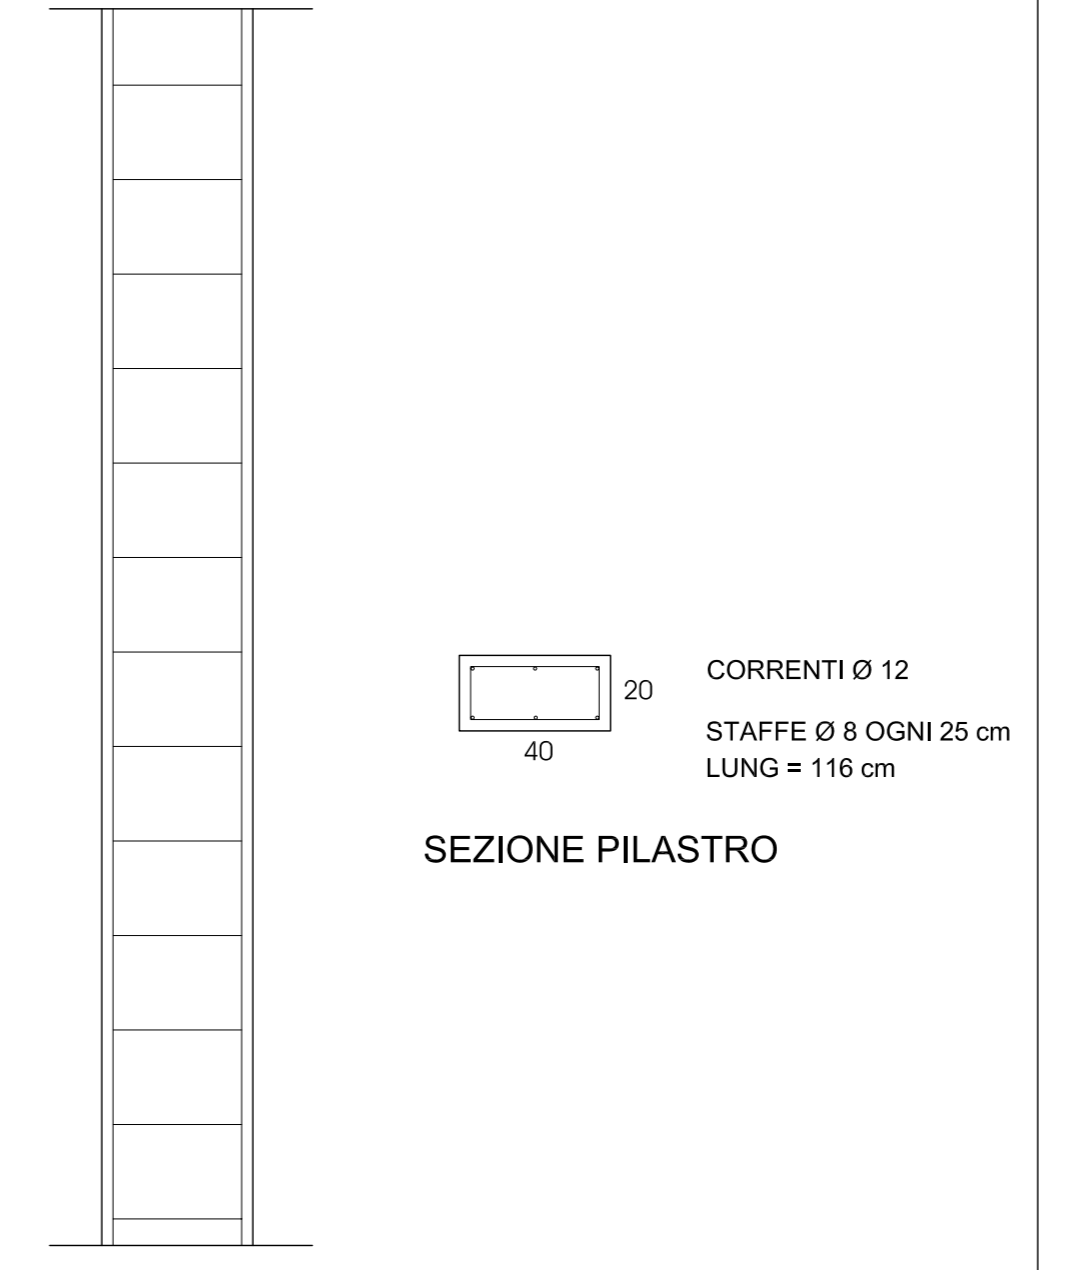 CORRENTI Ø 12
20
STAFFE Ø 8 OGNI 25 cm
40
LUNG = 116 cm
SEZIONE PILASTRO